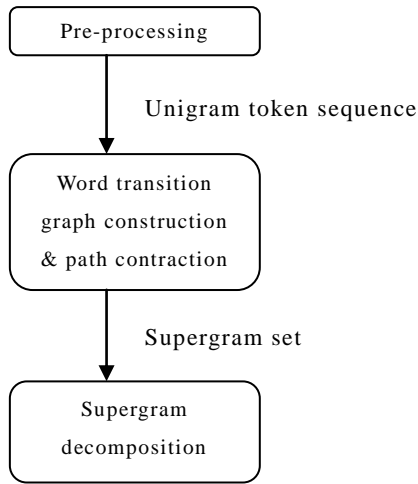 Pre-processing
Unigram token sequence
Word transition
graph construction
& path contraction
Supergram set
Supergram
decomposition